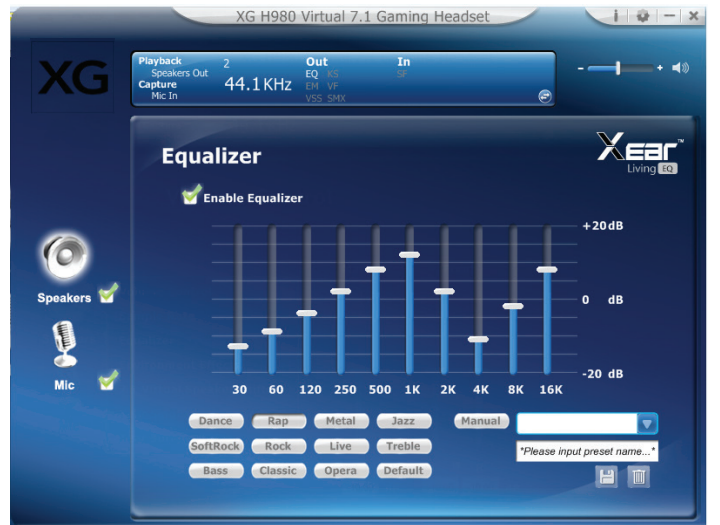 XG H980 Virtual 7.1 Gaming Headset
i
XG
Playback 2 Out In
Speakers Out EQ KS SF
Capture 44.1KHz EM VF
Mic In VSS SMX
- +
Xear™
Living EQ
Equalizer
Enable Equalizer
+20dB
0 dB
-20 dB
Speakers
Mic
30 60 120 250 500 1K 2K 4K 8K 16K
Dance Rap Metal Jazz Manual
SoftRock Rock Live Treble
*Please input preset name...*
Bass Classic Opera Default